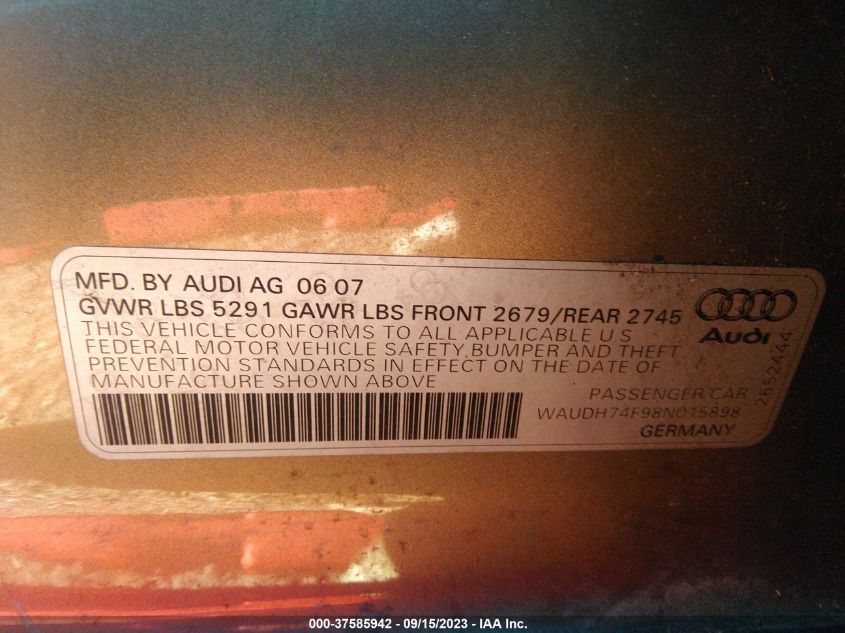 MFD. BY AUDI AG 06 07
GVWR LBS 5291 GAWR LBS FRONT 2679/REAR 2745
THIS VEHICLE CONFORMS TO ALL APPLICABLE U S
FEDERAL MOTOR VEHICLE SAFETY,BUMPER AND THEFT
PREVENTION STANDARDS IN EFFECT ON THE DATE OF
MANUFACTURE SHOWN ABOVE
Audi
2652444
PASSENGER CAR
WAUDH74F98N015898
GERMANY
000-37585942 - 09/15/2023 - IAA Inc.